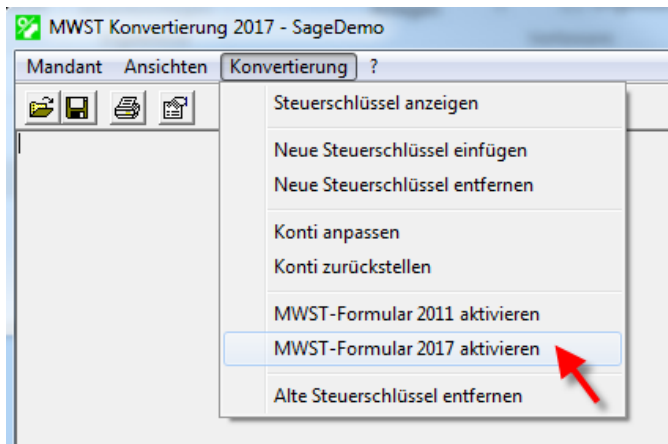 MWST Konvertierung 2017 - SageDemo
Mandant Ansichten Konvertierung ?
Steuerschlüssel anzeigen
Neue Steuerschlüssel einfügen
Neue Steuerschlüssel entfernen
Konti anpassen
Konti zurückstellen
MWST-Formular 2011 aktivieren
MWST-Formular 2017 aktivieren
Alte Steuerschlüssel entfernen